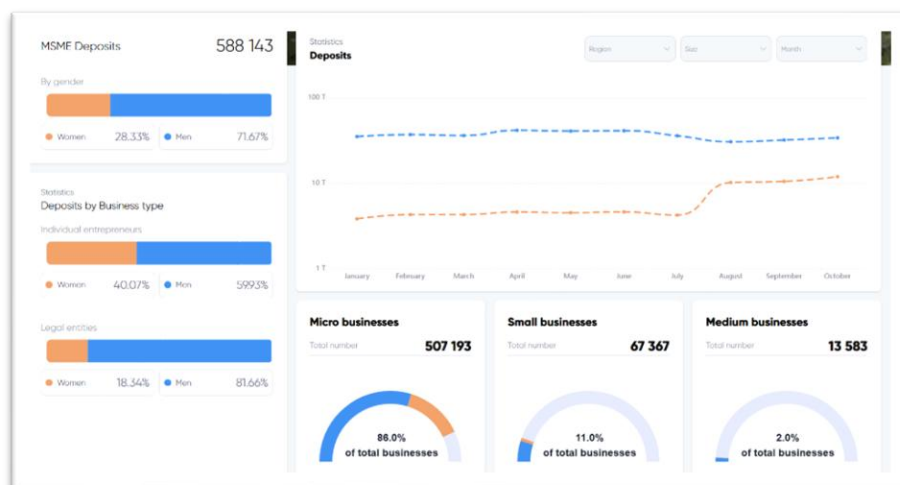 MSME Deposits 588 143
By gender
Women 28.33% Men 71.67%
Statistics
Deposits by Business type
Individual entrepreneurs
Women 40.07% Men 59.93%
Legal entities
Women 18.34% Men 81.66%
Statistics
Deposits
Region Size Month
100 T
10 T
1 T
January February March April May June July August September October
Micro businesses
Total number 507 193
86.0%
of total businesses
Small businesses
Total number 67 367
11.0%
of total businesses
Medium businesses
Total number 13 583
2.0%
of total businesses